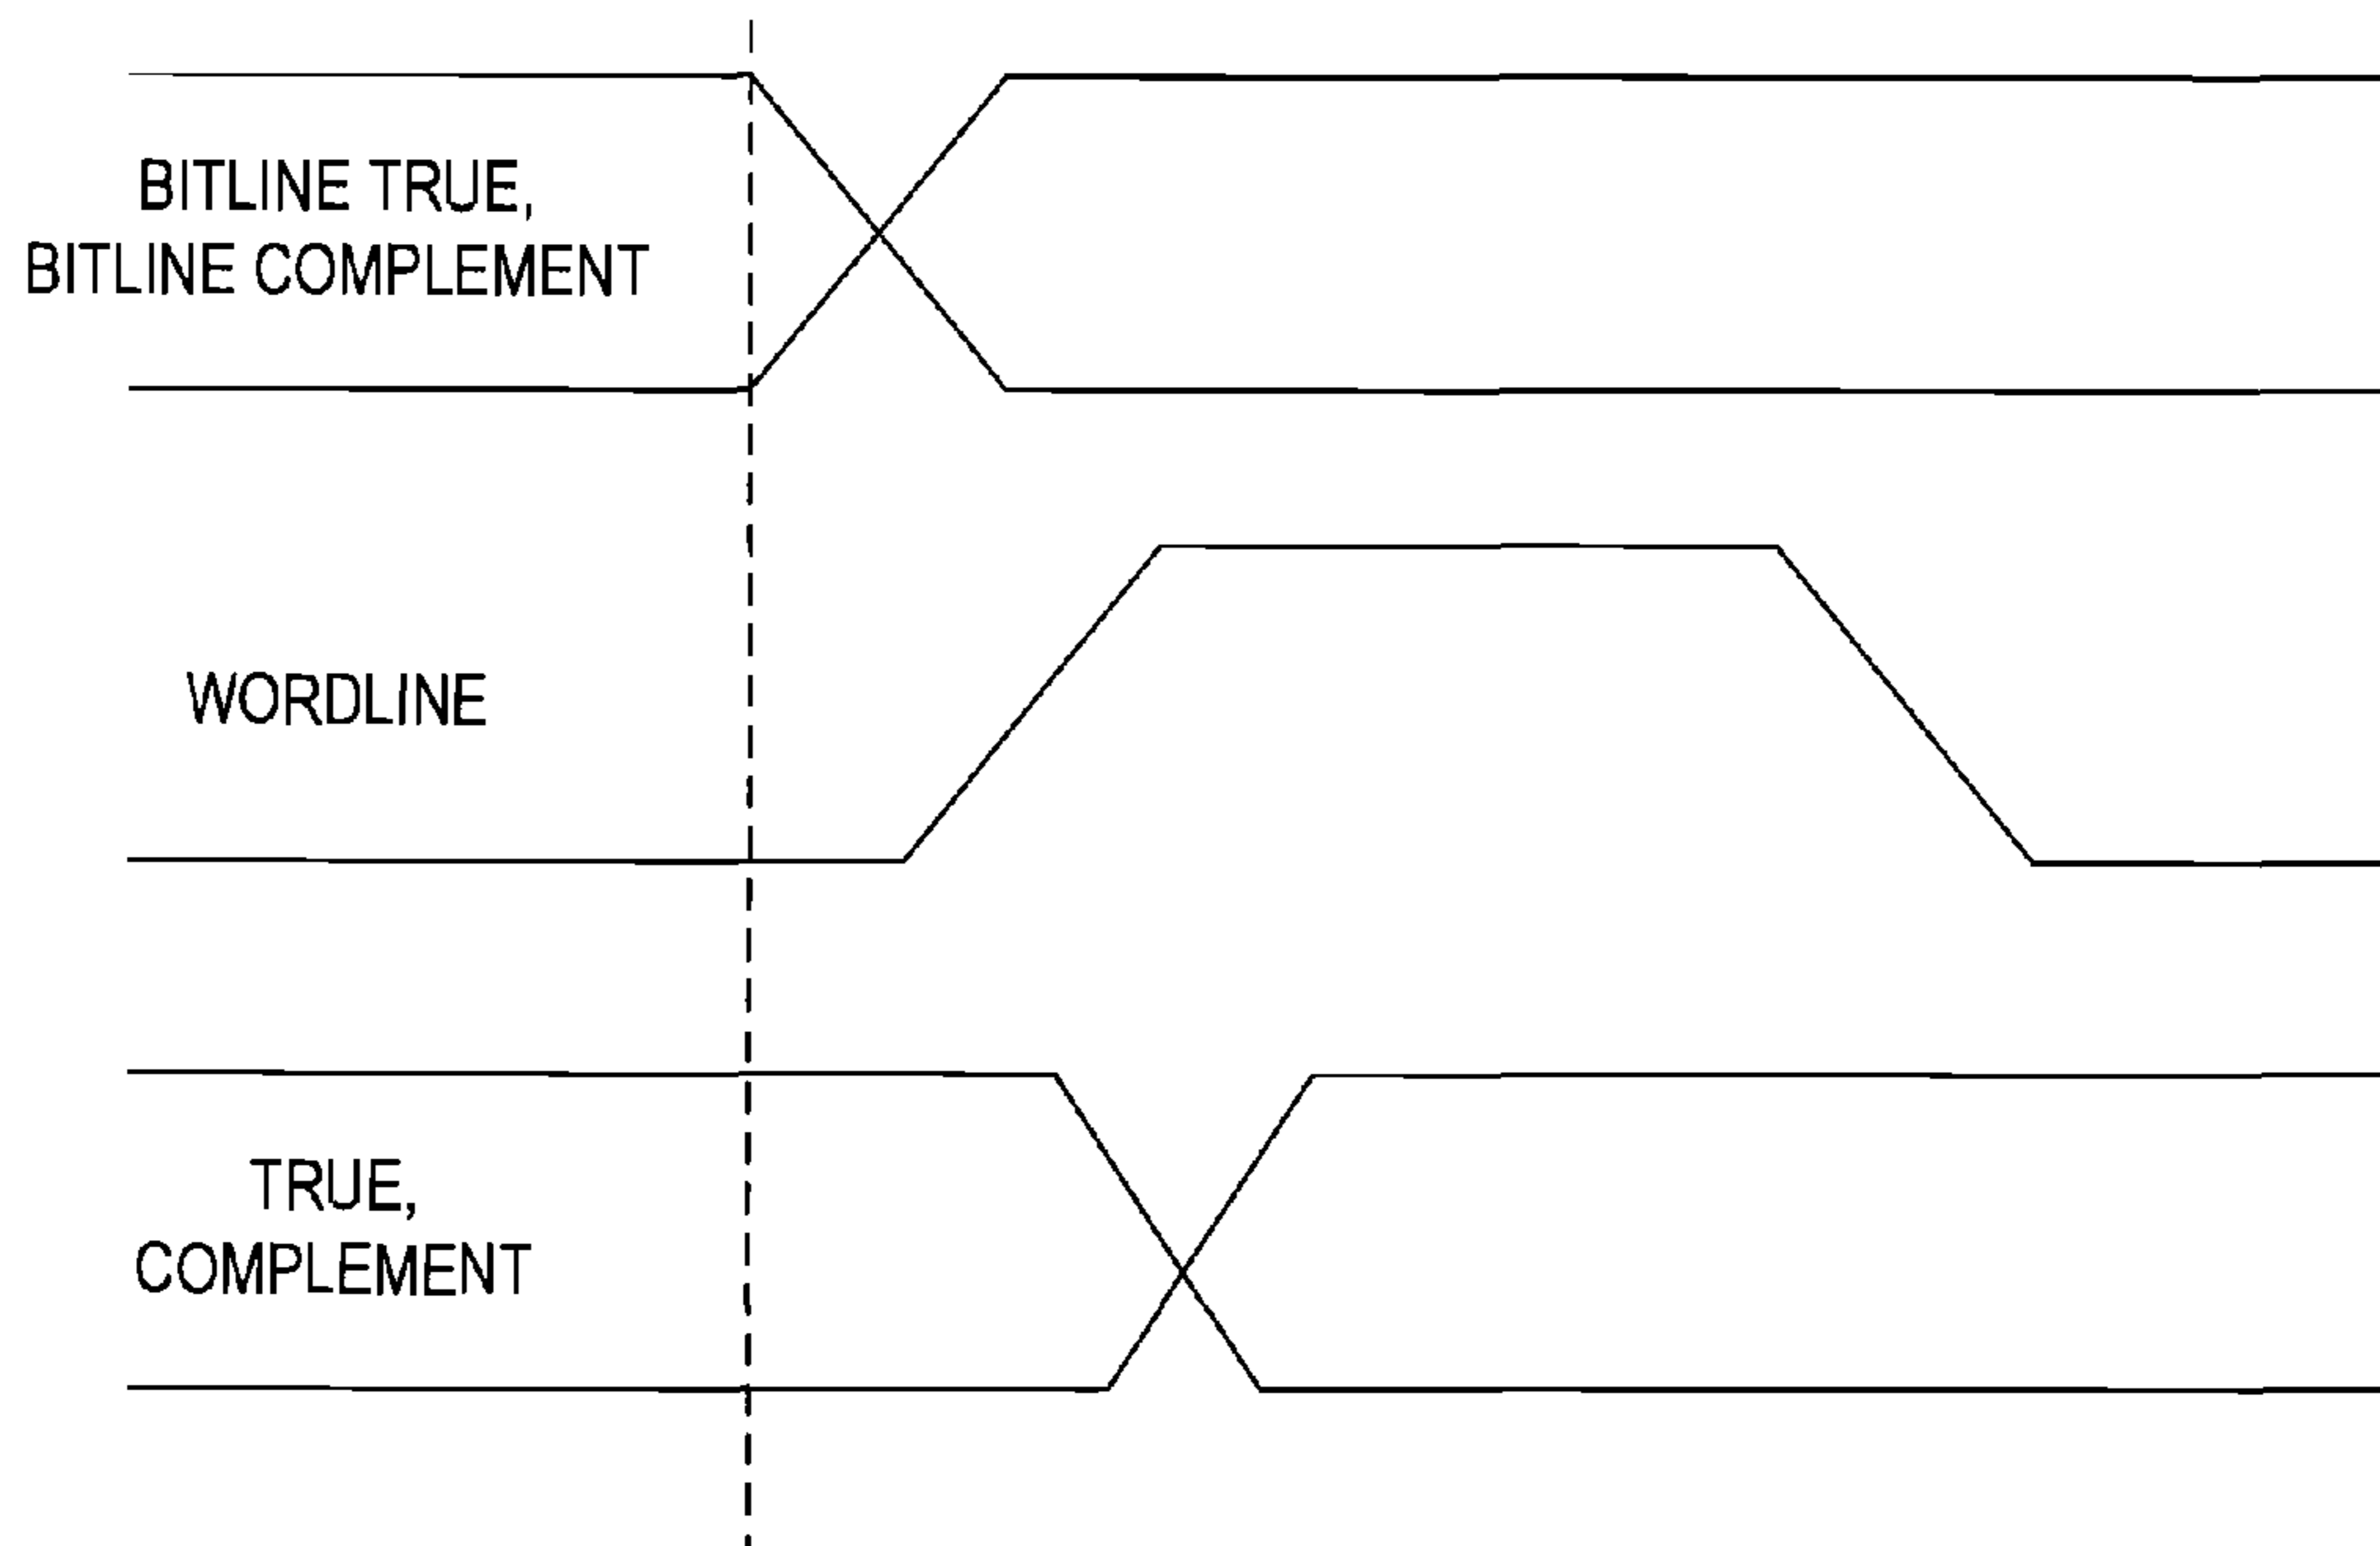 BITLINE TRUE,
BITLINE COMPLEMENT
WORDLINE
TRUE,
COMPLEMENT